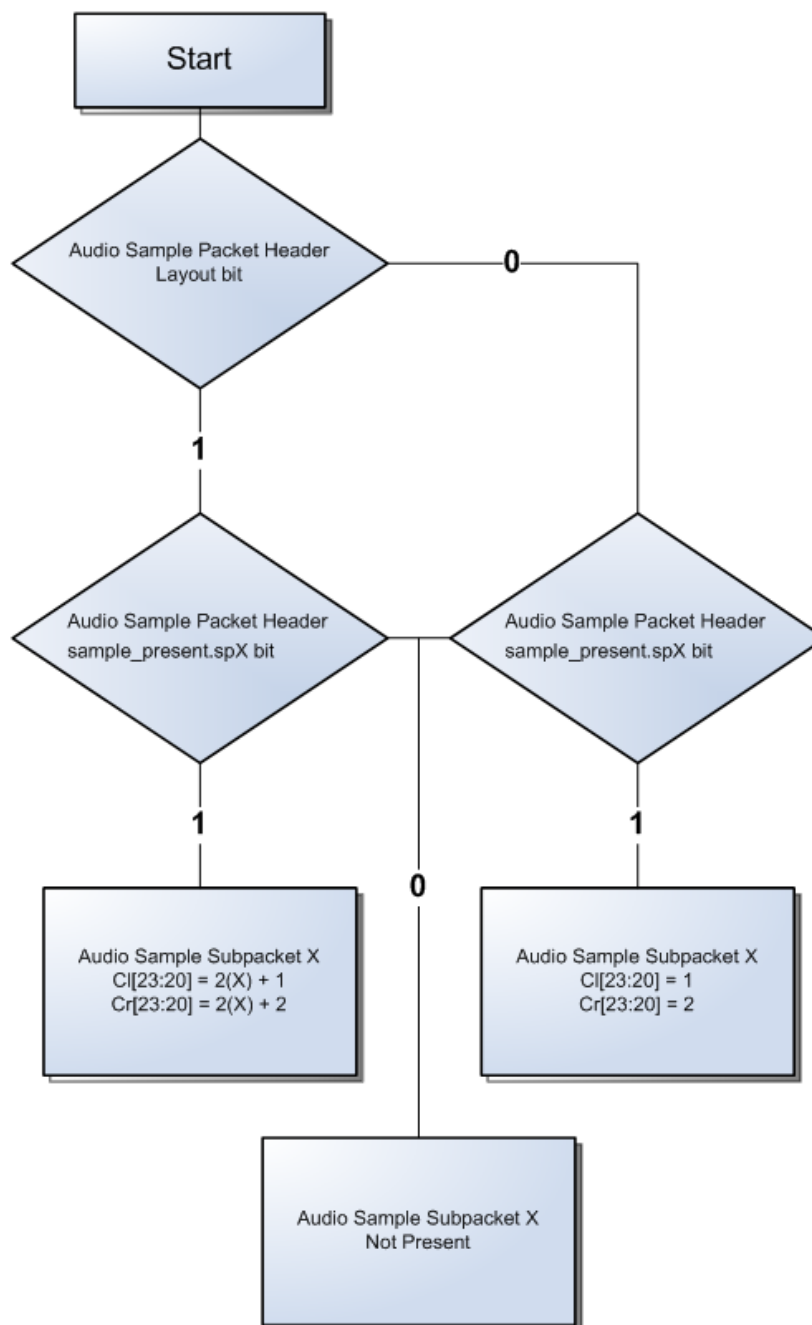 Start
Audio Sample Packet Header
Layout bit
0
1
Audio Sample Packet Header
sample_present.spX bit
Audio Sample Packet Header
sample_present.spX bit
1
1
0
Audio Sample Subpacket X
Cl[23:20] = 2(X) + 1
Cr[23:20] = 2(X) + 2
Audio Sample Subpacket X
Cl[23:20] = 1
Cr[23:20] = 2
Audio Sample Subpacket X
Not Present